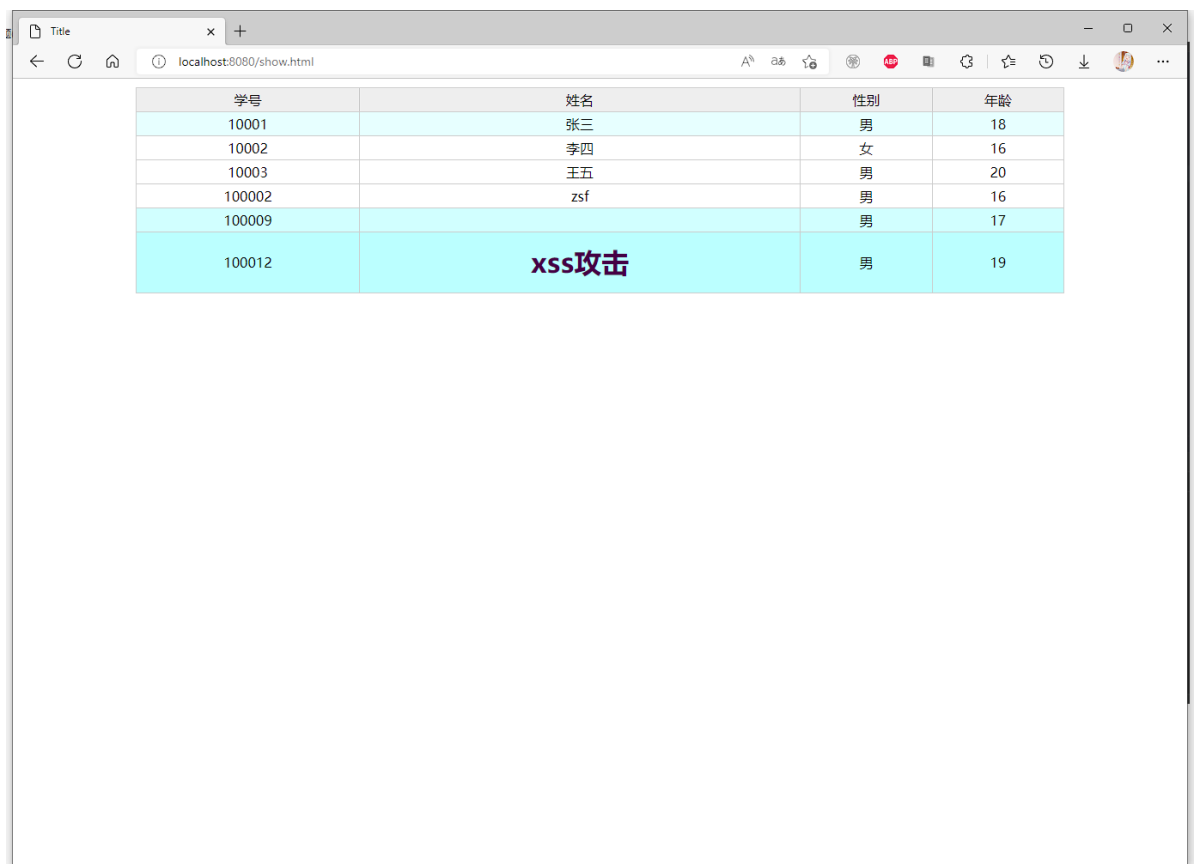 Title
localhost:8080/show.html
ABP
学号 姓名 性别 年龄
10001 张三 男 18
10002 李四 女 16
10003 王五 男 20
100002 zsf 男 16
100009 男 17
100012 xss攻击 男 19